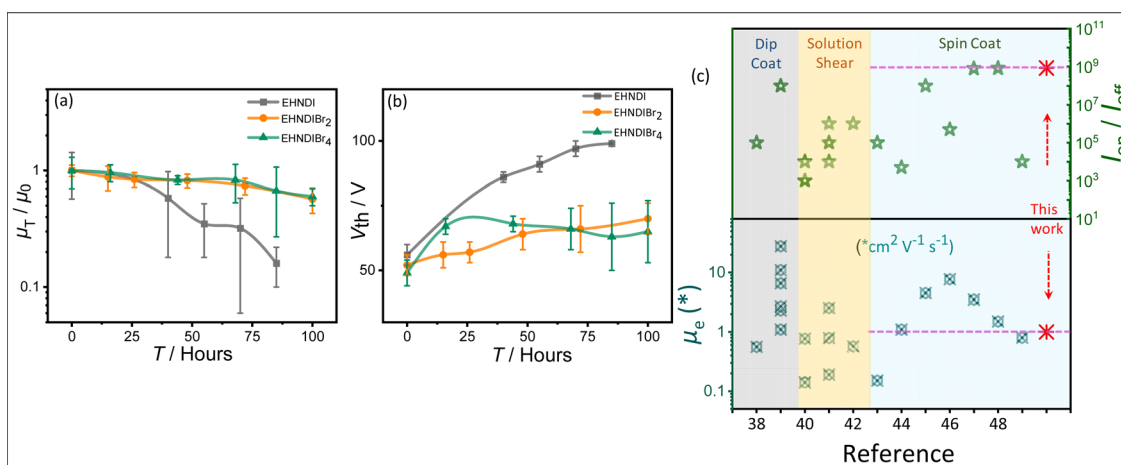 (a)
EHNDI
EHNDIBr2
EHNDIBr4
μT / μ0
1
0.1
0 25 50 75 100
T / Hours
(b)
EHNDI
EHNDIBr2
EHNDIBr4
Vth / V
100
50
0 25 50 75 100
T / Hours
(c)
Dip
Coat
Solution
Shear
Spin Coat
10^11
10^9
10^7
10^5
10^3
10^1
Ion / Ioff
This
work
(*cm² V⁻¹ s⁻¹)
μe (*)
10
1
0.1
38 40 42 44 46 48
Reference